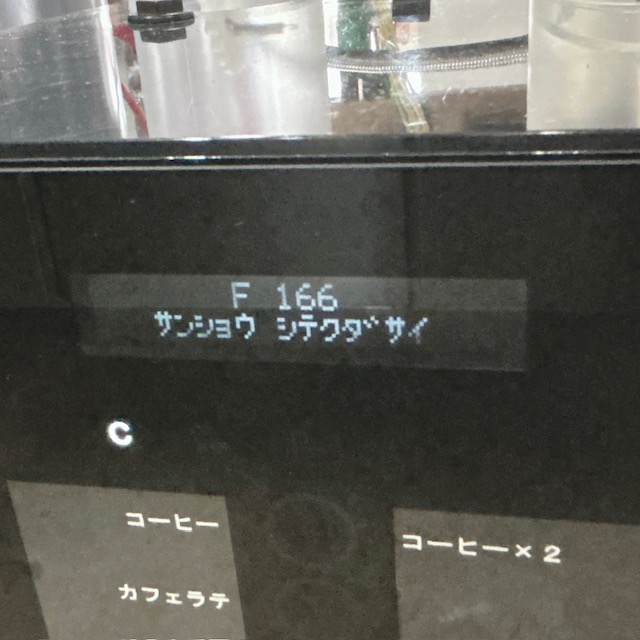 F 166
サンショウ シテクダサイ
C
コーヒー
コーヒー×2
カフェラテ